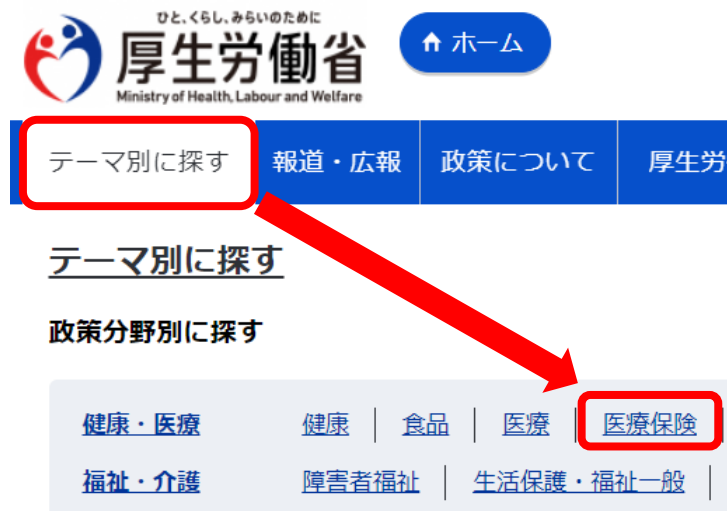 ひと、くらし、みらいのために
厚生労働省
Ministry of Health, Labour and Welfare
ホーム
テーマ別に探す 報道・広報 政策について 厚生労
テーマ別に探す
政策分野別に探す
健康・医療 健康 食品 医療 医療保険
福祉・介護 障害者福祉 生活保護・福祉一般